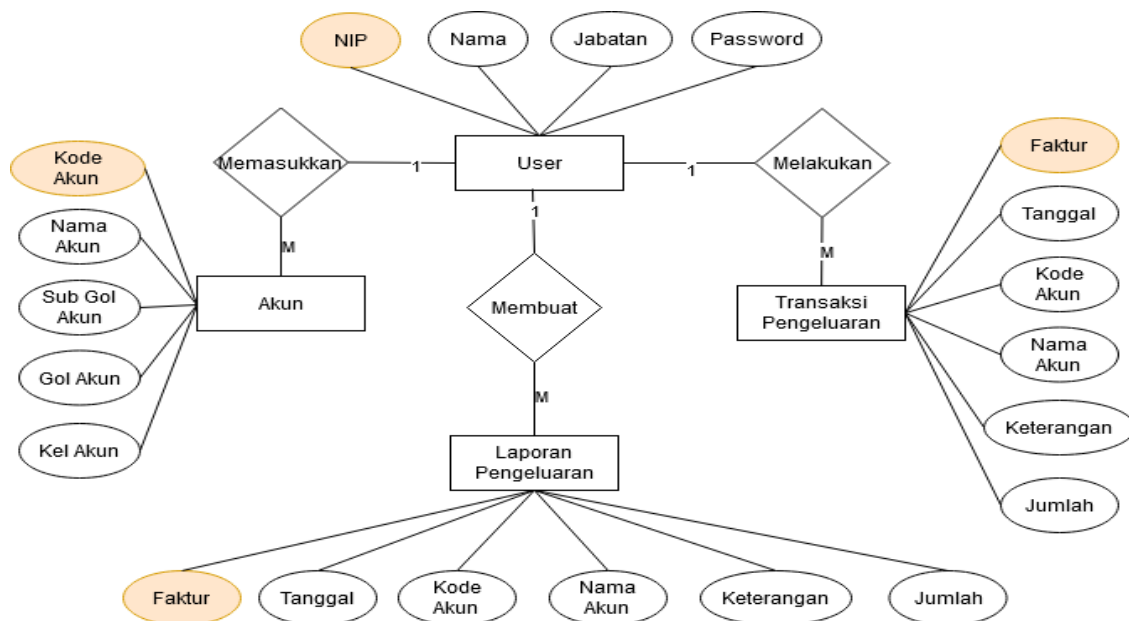 NIP
Nama
Jabatan
Password
Kode
Akun
Nama
Akun
Sub Gol
Akun
Gol Akun
Kel Akun
Memasukkan
1
User
1
Melakukan
M
Akun
1
Membuat
M
M
Transaksi
Pengeluaran
Faktur
Tanggal
Kode
Akun
Nama
Akun
Keterangan
Jumlah
Laporan
Pengeluaran
Faktur
Tanggal
Kode
Akun
Nama
Akun
Keterangan
Jumlah